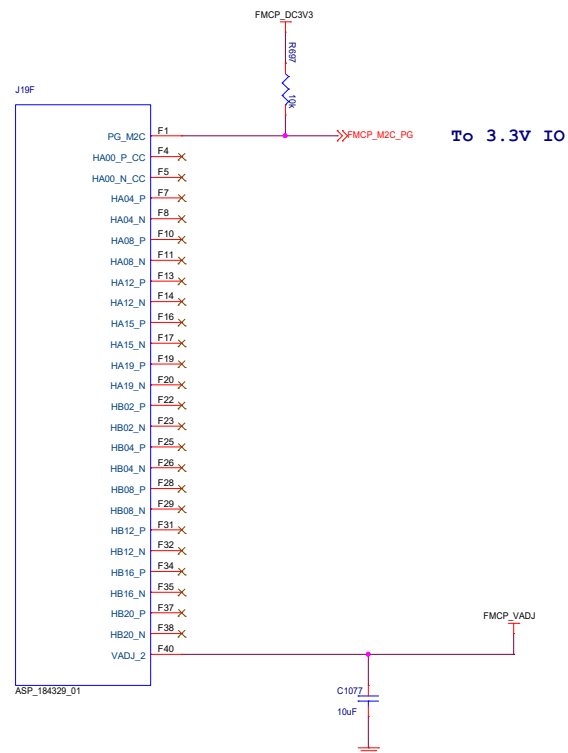 FMCP_DC3V3
R697
10k
J19F
PG_M2C F1 FMCP_M2C_PG To 3.3V IO
HA00_P_CC F4
HA00_N_CC F5
HA04_P F7
HA04_N F8
HA08_P F10
HA08_N F11
HA12_P F13
HA12_N F14
HA15_P F16
HA15_N F17
HA19_P F19
HA19_N F20
HB02_P F22
HB02_N F23
HB04_P F25
HB04_N F26
HB08_P F28
HB08_N F29
HB12_P F31
HB12_N F32
HB16_P F34
HB16_N F35
HB20_P F37
HB20_N F38
FMCP_VADJ
VADJ_2 F40
ASP_184329_01
C1077
10uF